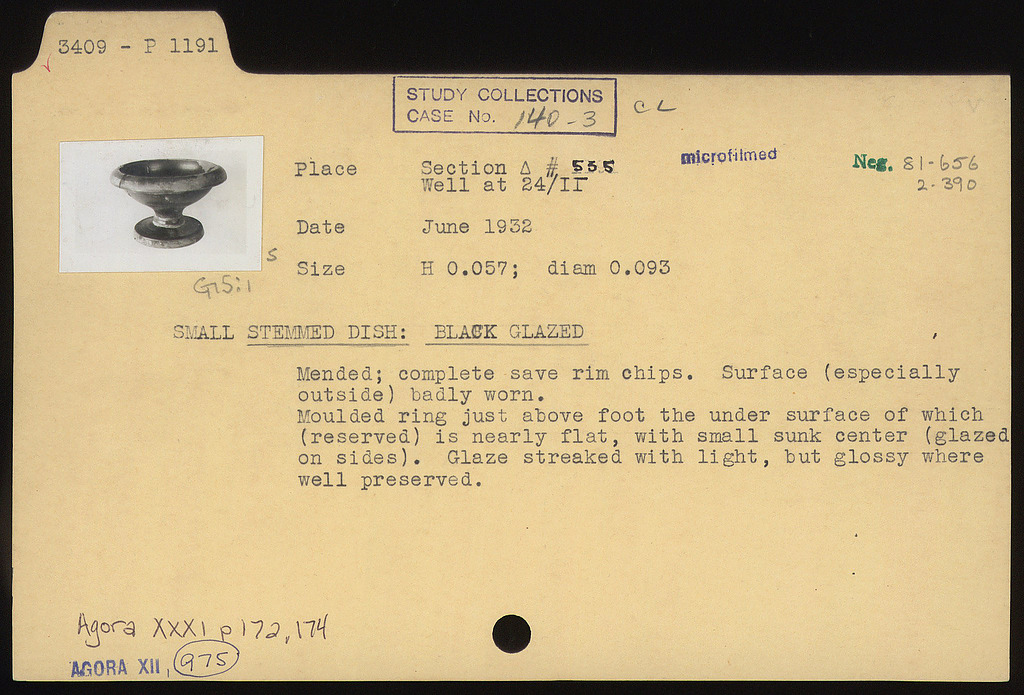 3409 - P 1191
STUDY COLLECTIONS
CASE No. 140-3
CL
Place Section Δ # 535
Well at 24/ΙΓ
microfilmed
Neg. 81-656
2-390
Date June 1932
Size H 0.057; diam 0.093
S
G15:1
SMALL STEMMED DISH: BLACK GLAZED
Mended; complete save rim chips. Surface (especially
outside) badly worn.
Moulded ring just above foot the under surface of which
(reserved) is nearly flat, with small sunk center (glazed
on sides). Glaze streaked with light, but glossy where
well preserved.
Agora XXXI p172, 174
AGORA XII, 975